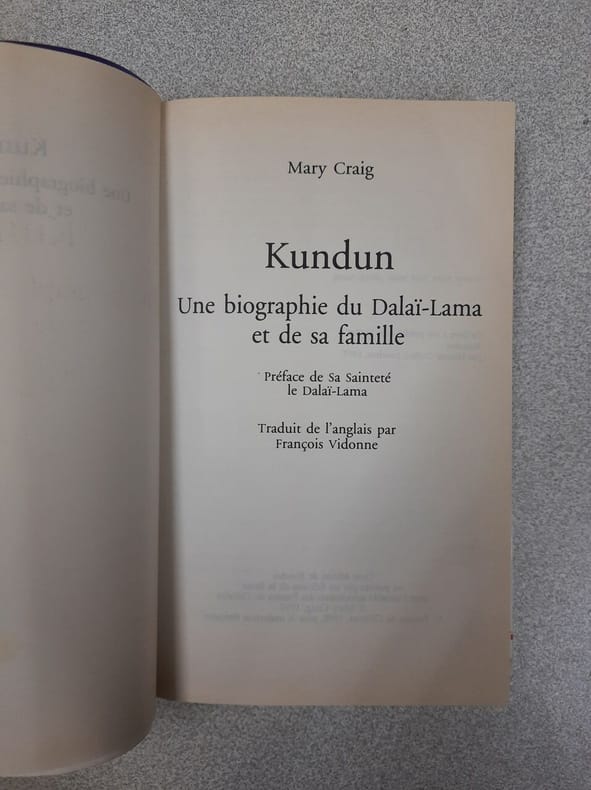 Mary Craig
Kundun
Une biographie du Dalaï-Lama
et de sa famille
Préface de Sa Sainteté
le Dalaï-Lama
Traduit de l'anglais par
François Vidonne